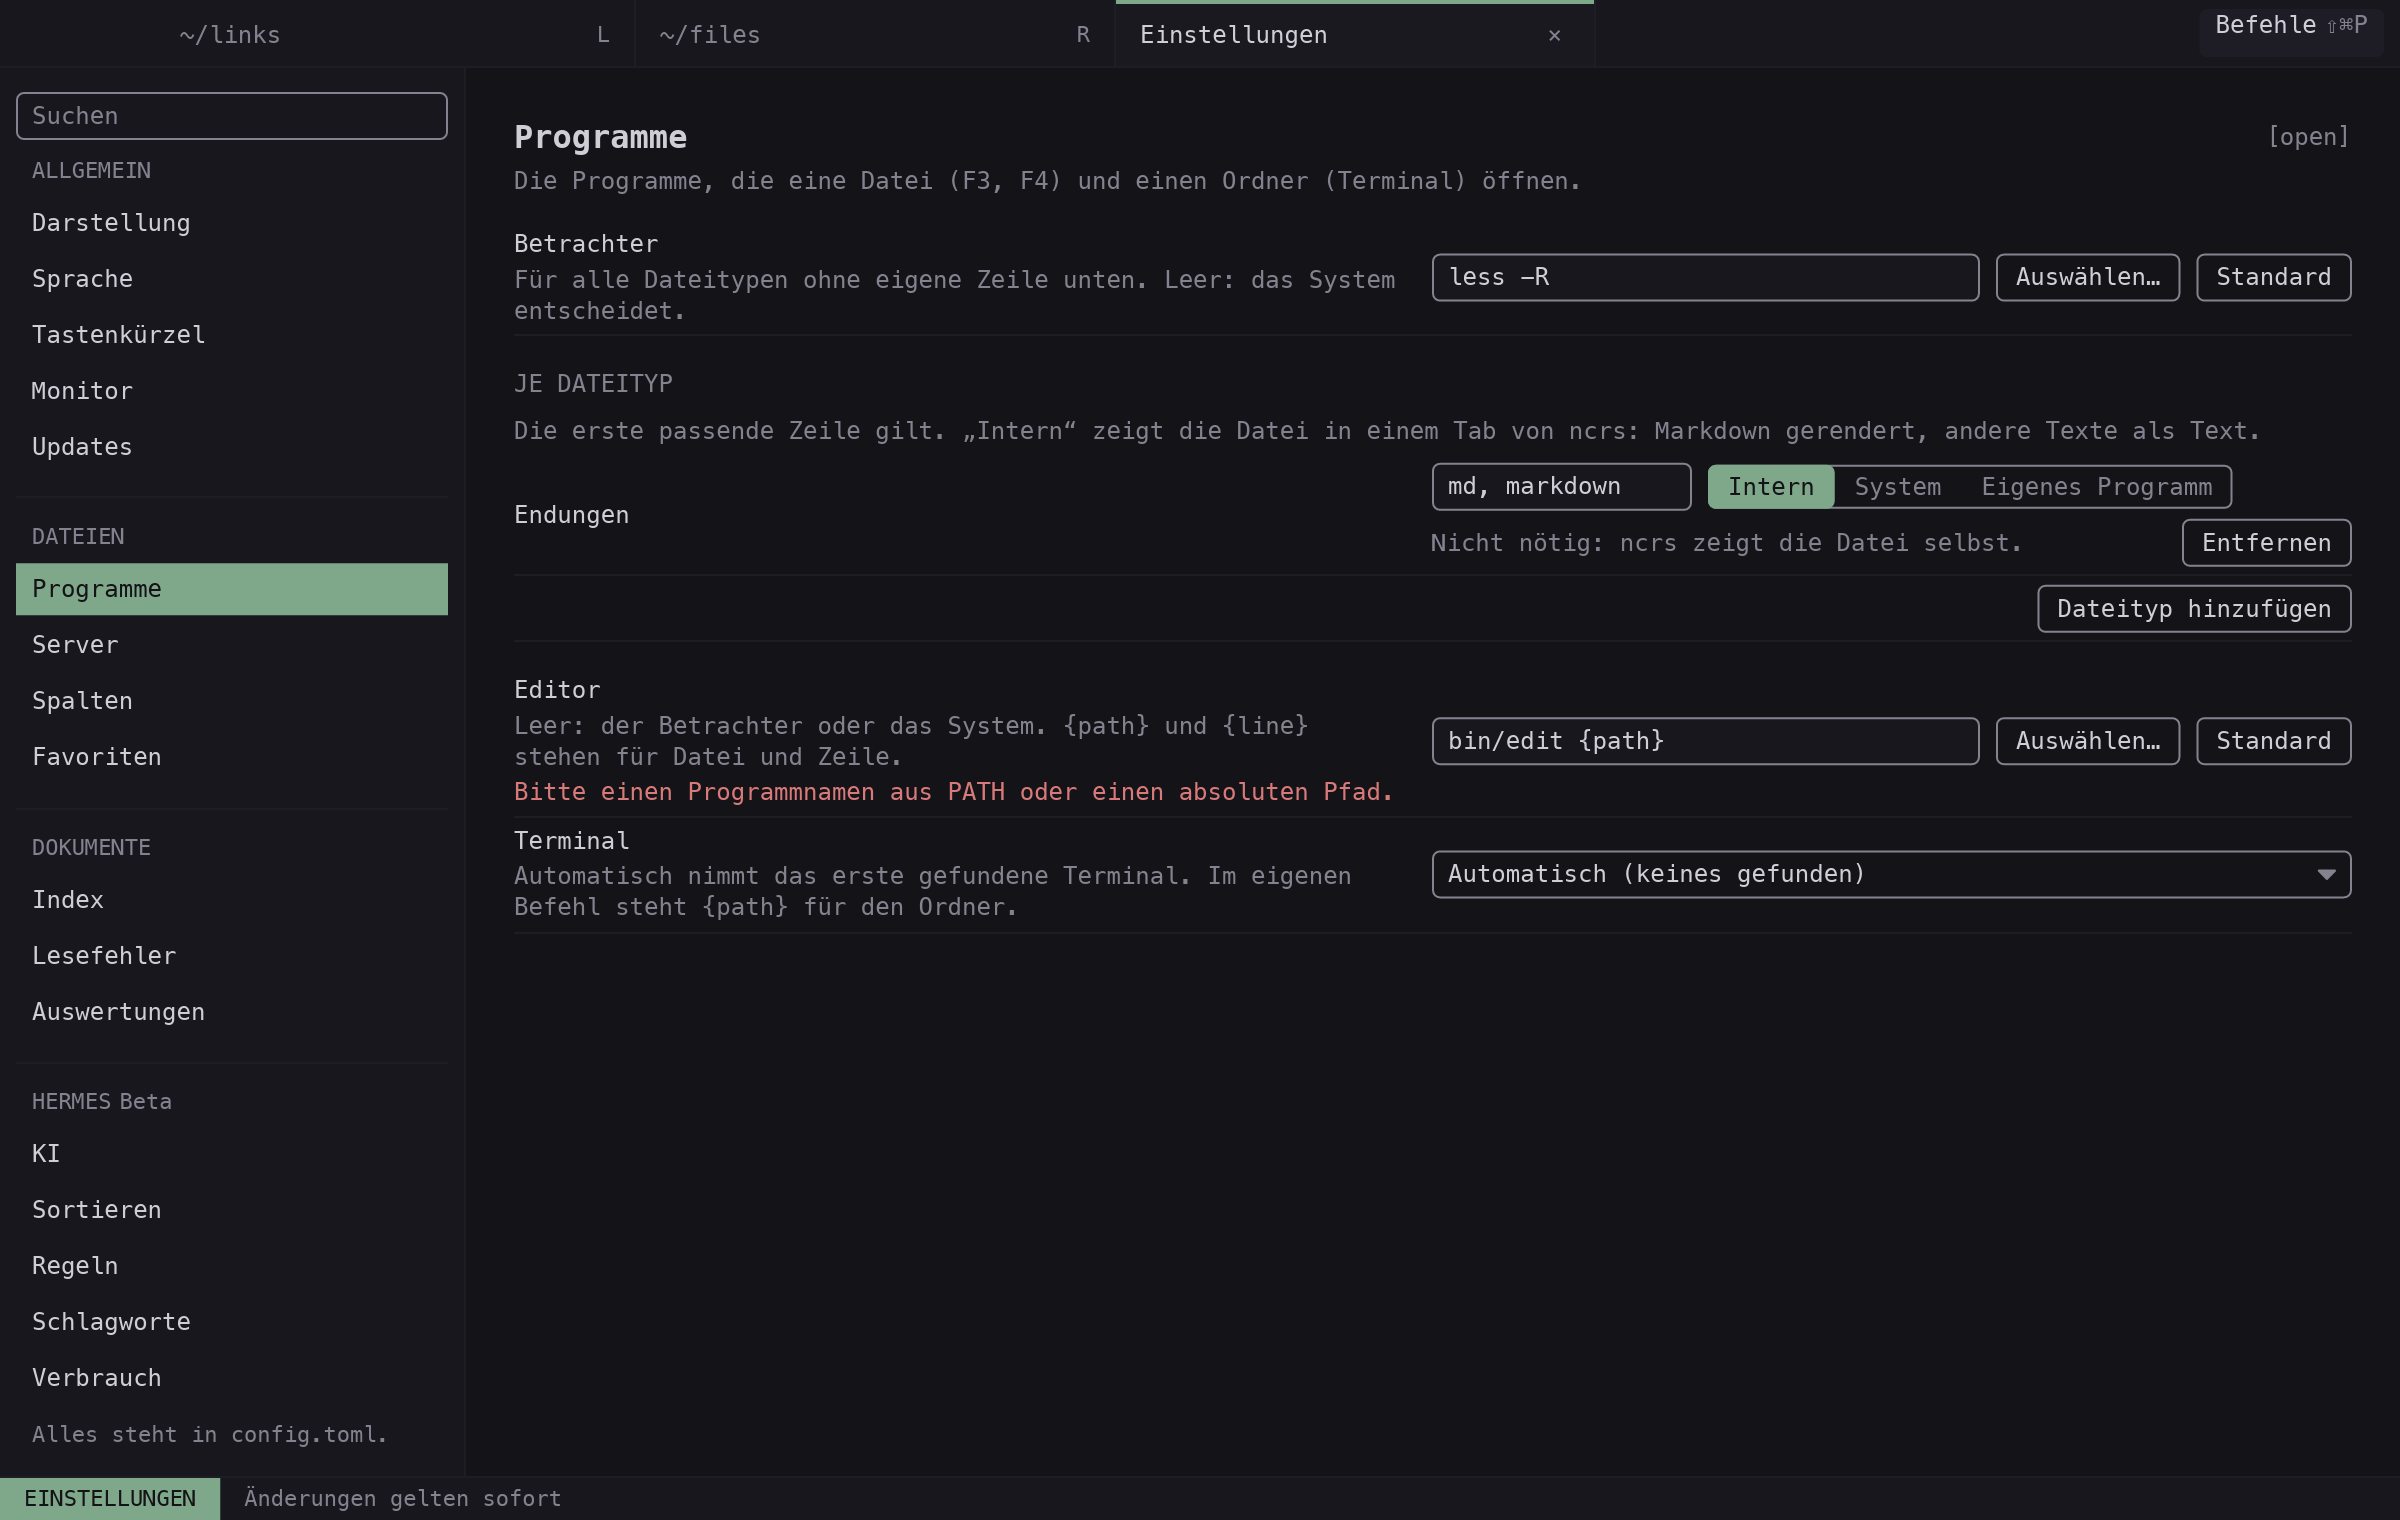 ~/links L ~/files R Einstellungen × Befehle ⇧⌘P
Suchen
ALLGEMEIN
Darstellung
Sprache
Tastenkürzel
Monitor
Updates
DATEIEN
Programme
Server
Spalten
Favoriten
DOKUMENTE
Index
Lesefehler
Auswertungen
HERMES Beta
KI
Sortieren
Regeln
Schlagworte
Verbrauch
Alles steht in config.toml.
Programme [open]
Die Programme, die eine Datei (F3, F4) und einen Ordner (Terminal) öffnen.
Betrachter
Für alle Dateitypen ohne eigene Zeile unten. Leer: das System
entscheidet.
less -R Auswählen… Standard
JE DATEITYP
Die erste passende Zeile gilt. „Intern“ zeigt die Datei in einem Tab von ncrs: Markdown gerendert, andere Texte als Text.
Endungen
md, markdown Intern System Eigenes Programm
Nicht nötig: ncrs zeigt die Datei selbst. Entfernen
Dateityp hinzufügen
Editor
Leer: der Betrachter oder das System. {path} und {line}
stehen für Datei und Zeile.
Bitte einen Programmnamen aus PATH oder einen absoluten Pfad.
bin/edit {path} Auswählen… Standard
Terminal
Automatisch nimmt das erste gefundene Terminal. Im eigenen
Befehl steht {path} für den Ordner.
Automatisch (keines gefunden)
EINSTELLUNGEN Änderungen gelten sofort